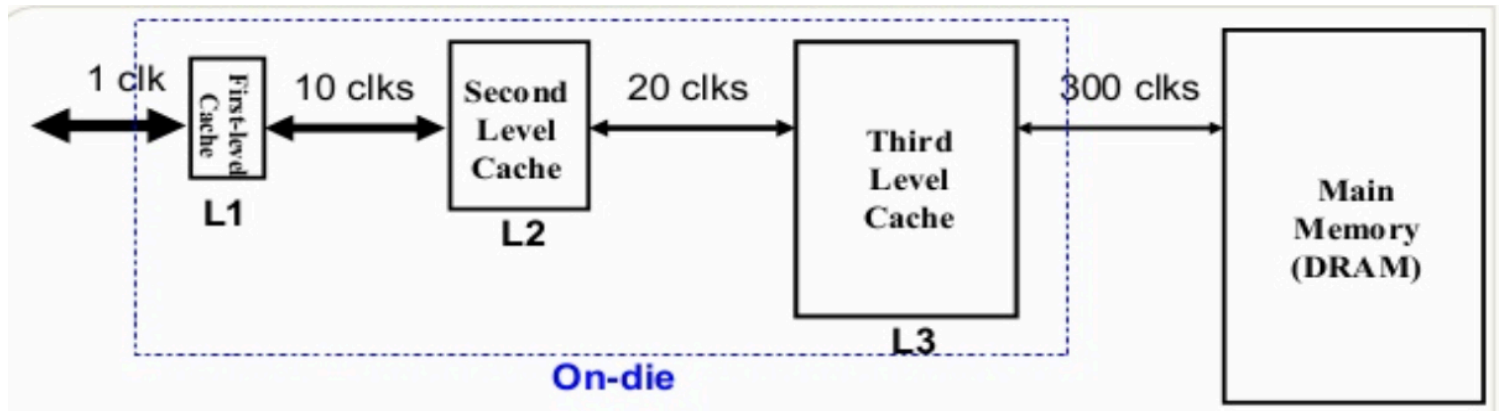 1 clk
First-level
Cache
L1
10 clks
Second
Level
Cache
L2
20 clks
Third
Level
Cache
L3
300 clks
Main
Memory
(DRAM)
On-die